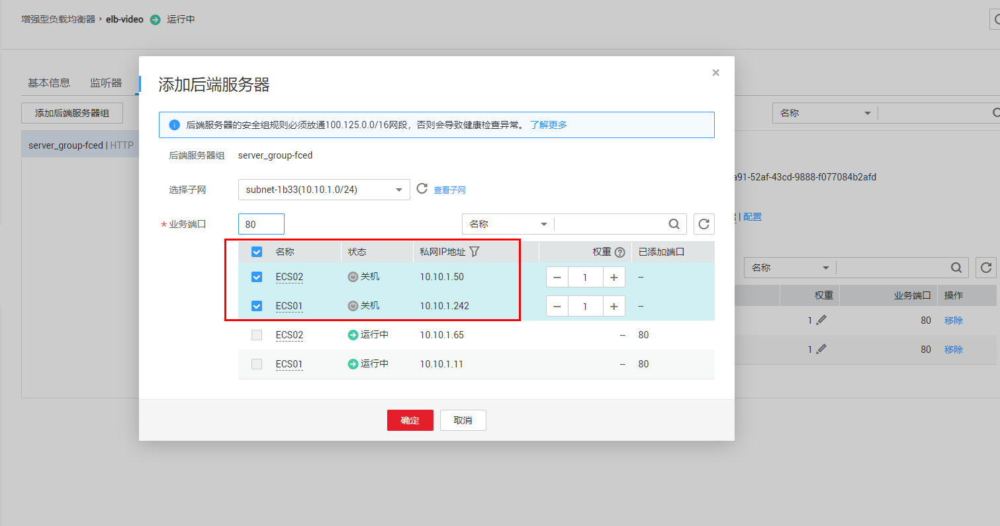 增强型负载均衡器 › elb-video 运行中
基本信息 监听器
添加后端服务器组
名称
server_group-fced | HTTP
a91-52af-43cd-9888-f077084b2afd
| 配置
名称
权重 业务端口 操作
1 80 移除
1 80 移除
添加后端服务器
×
后端服务器的安全组规则必须放通100.125.0.0/16网段，否则会导致健康检查异常。 了解更多
后端服务器组 server_group-fced
选择子网 subnet-1b33(10.10.1.0/24) 查看子网
* 业务端口 80 名称
名称 状态 私网IP地址 权重 ? 已添加端口
ECS02 关机 10.10.1.50 − 1 + --
ECS01 关机 10.10.1.242 − 1 + --
ECS02 运行中 10.10.1.65 -- 80
ECS01 运行中 10.10.1.11 -- 80
确定 取消